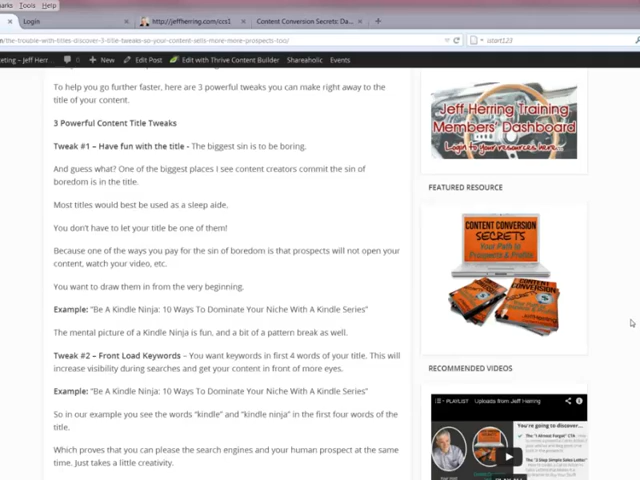 Tools Help
Login
http://jeffherring.com/ccs1
Content Conversion Secrets: Da...
/the-trouble-with-titles-discover-3-title-tweaks-so-your-content-sells-more-more-prospects-too/
start123
eting – Jeff Herr...
New
Edit Post
Edit with Thrive Content Builder
Shareaholic
Events
To help you go further faster, here are 3 powerful tweaks you can make right away to the
title of your content.
3 Powerful Content Title Tweaks
Tweak #1 – Have fun with the title - The biggest sin is to be boring.
And guess what? One of the biggest places I see content creators commit the sin of
boredom is in the title.
Most titles would best be used as a sleep aide.
You don't have to let your title be one of them!
Because one of the ways you pay for the sin of boredom is that prospects will not open your
content, watch your video, etc.
You want to draw them in from the very beginning.
Example: "Be A Kindle Ninja: 10 Ways To Dominate Your Niche With A Kindle Series"
The mental picture of a Kindle Ninja is fun, and a bit of a pattern break as well.
Tweak #2 – Front Load Keywords – You want keywords in first 4 words of your title. This will
increase visibility during searches and get your content in front of more eyes.
Example: "Be A Kindle Ninja: 10 Ways To Dominate Your Niche With A Kindle Series"
So in our example you see the words "kindle" and "kindle ninja" in the first four words of the
title.
Which proves that you can please the search engines and your human prospect at the same
time. Just takes a little creativity.
Jeff Herring Training
Members' Dashboard
Login to your resources here...
FEATURED RESOURCE
CONTENT CONVERSION
SECRETS
Your Path to
Prospects & Profits
RECOMMENDED VIDEOS
PLAYLIST
Uploads from Jeff Herring
You're going to discover...